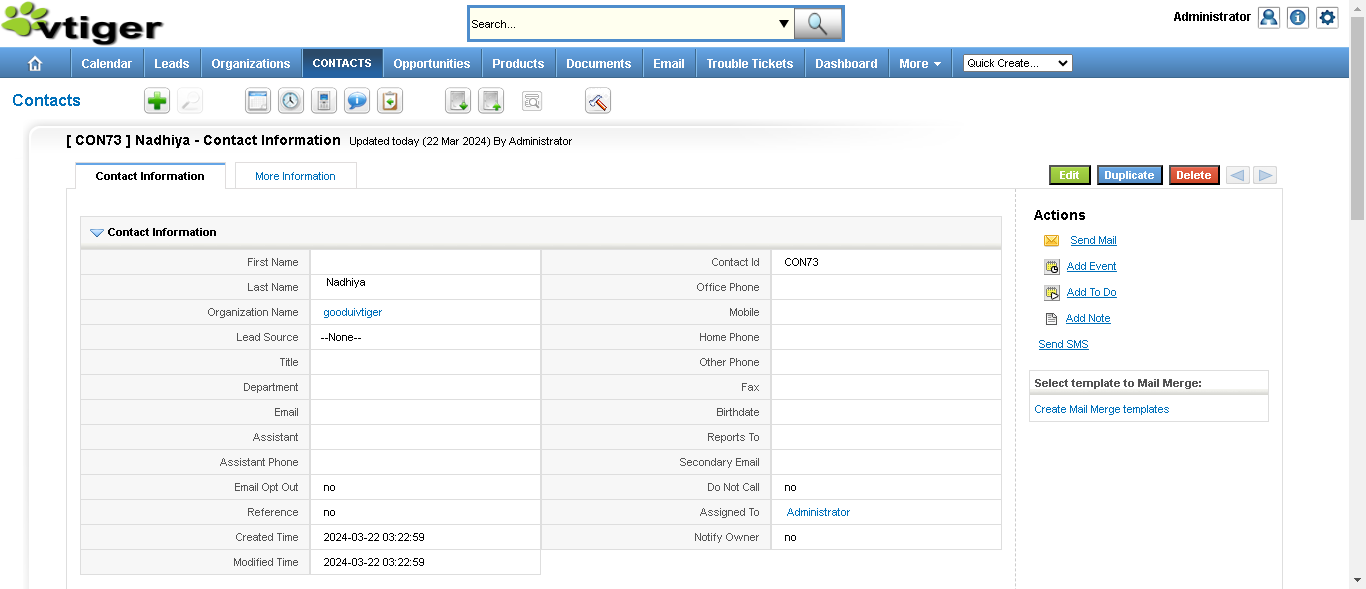 vtiger
Search...
Administrator
Calendar Leads Organizations CONTACTS Opportunities Products Documents Email Trouble Tickets Dashboard More Quick Create...
Contacts
[ CON73 ] Nadhiya - Contact Information Updated today (22 Mar 2024) By Administrator
Contact Information More Information
Edit Duplicate Delete
Contact Information
First Name Contact Id CON73
Last Name Nadhiya Office Phone
Organization Name gooduivtiger Mobile
Lead Source --None-- Home Phone
Title Other Phone
Department Fax
Email Birthdate
Assistant Reports To
Assistant Phone Secondary Email
Email Opt Out no Do Not Call no
Reference no Assigned To Administrator
Created Time 2024-03-22 03:22:59 Notify Owner no
Modified Time 2024-03-22 03:22:59
Actions
Send Mail
Add Event
Add To Do
Add Note
Send SMS
Select template to Mail Merge:
Create Mail Merge templates